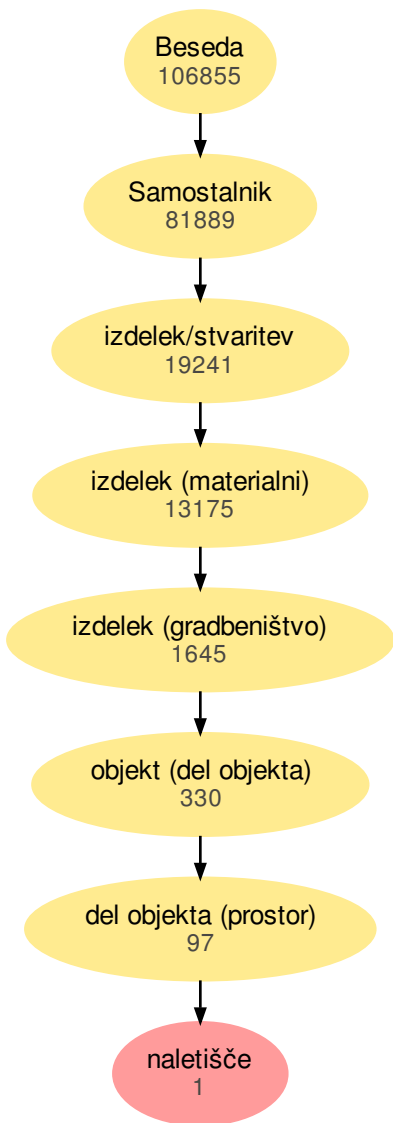 Beseda
106855
Samostalnik
81889
izdelek/stvaritev
19241
izdelek (materialni)
13175
izdelek (gradbeništvo)
1645
objekt (del objekta)
330
del objekta (prostor)
97
naletišče
1